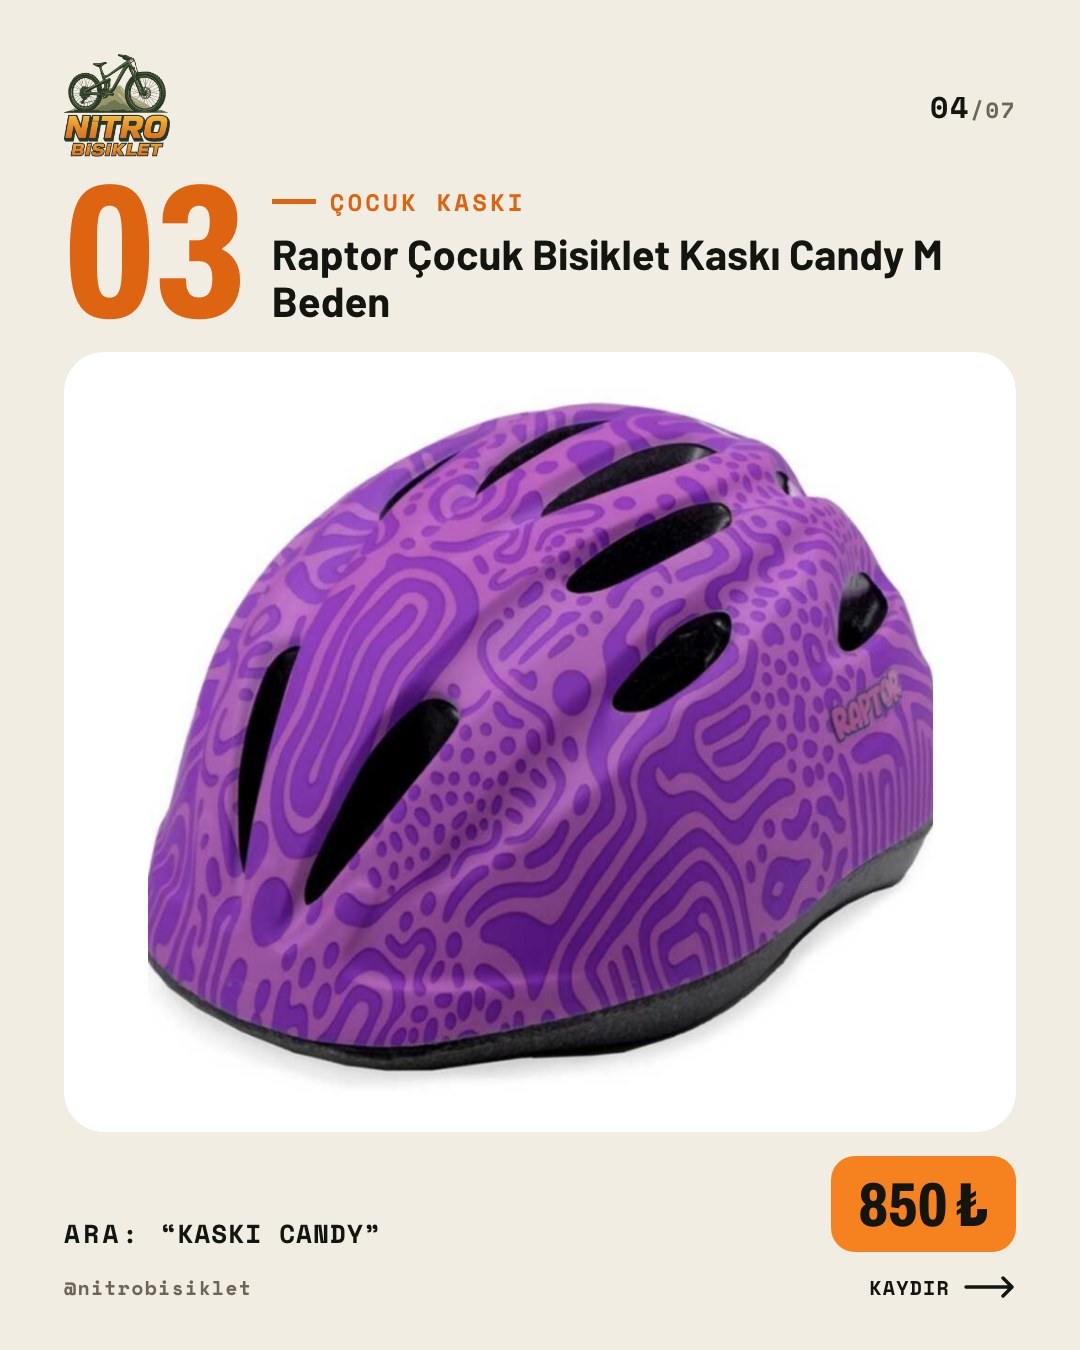 NiTRO
BISIKLET
04/07
03
ÇOCUK KASKI
Raptor Çocuk Bisiklet Kaskı Candy M
Beden
RAPTOR
850 ₺
ARA: “KASKI CANDY”
@nitrobisiklet
KAYDIR